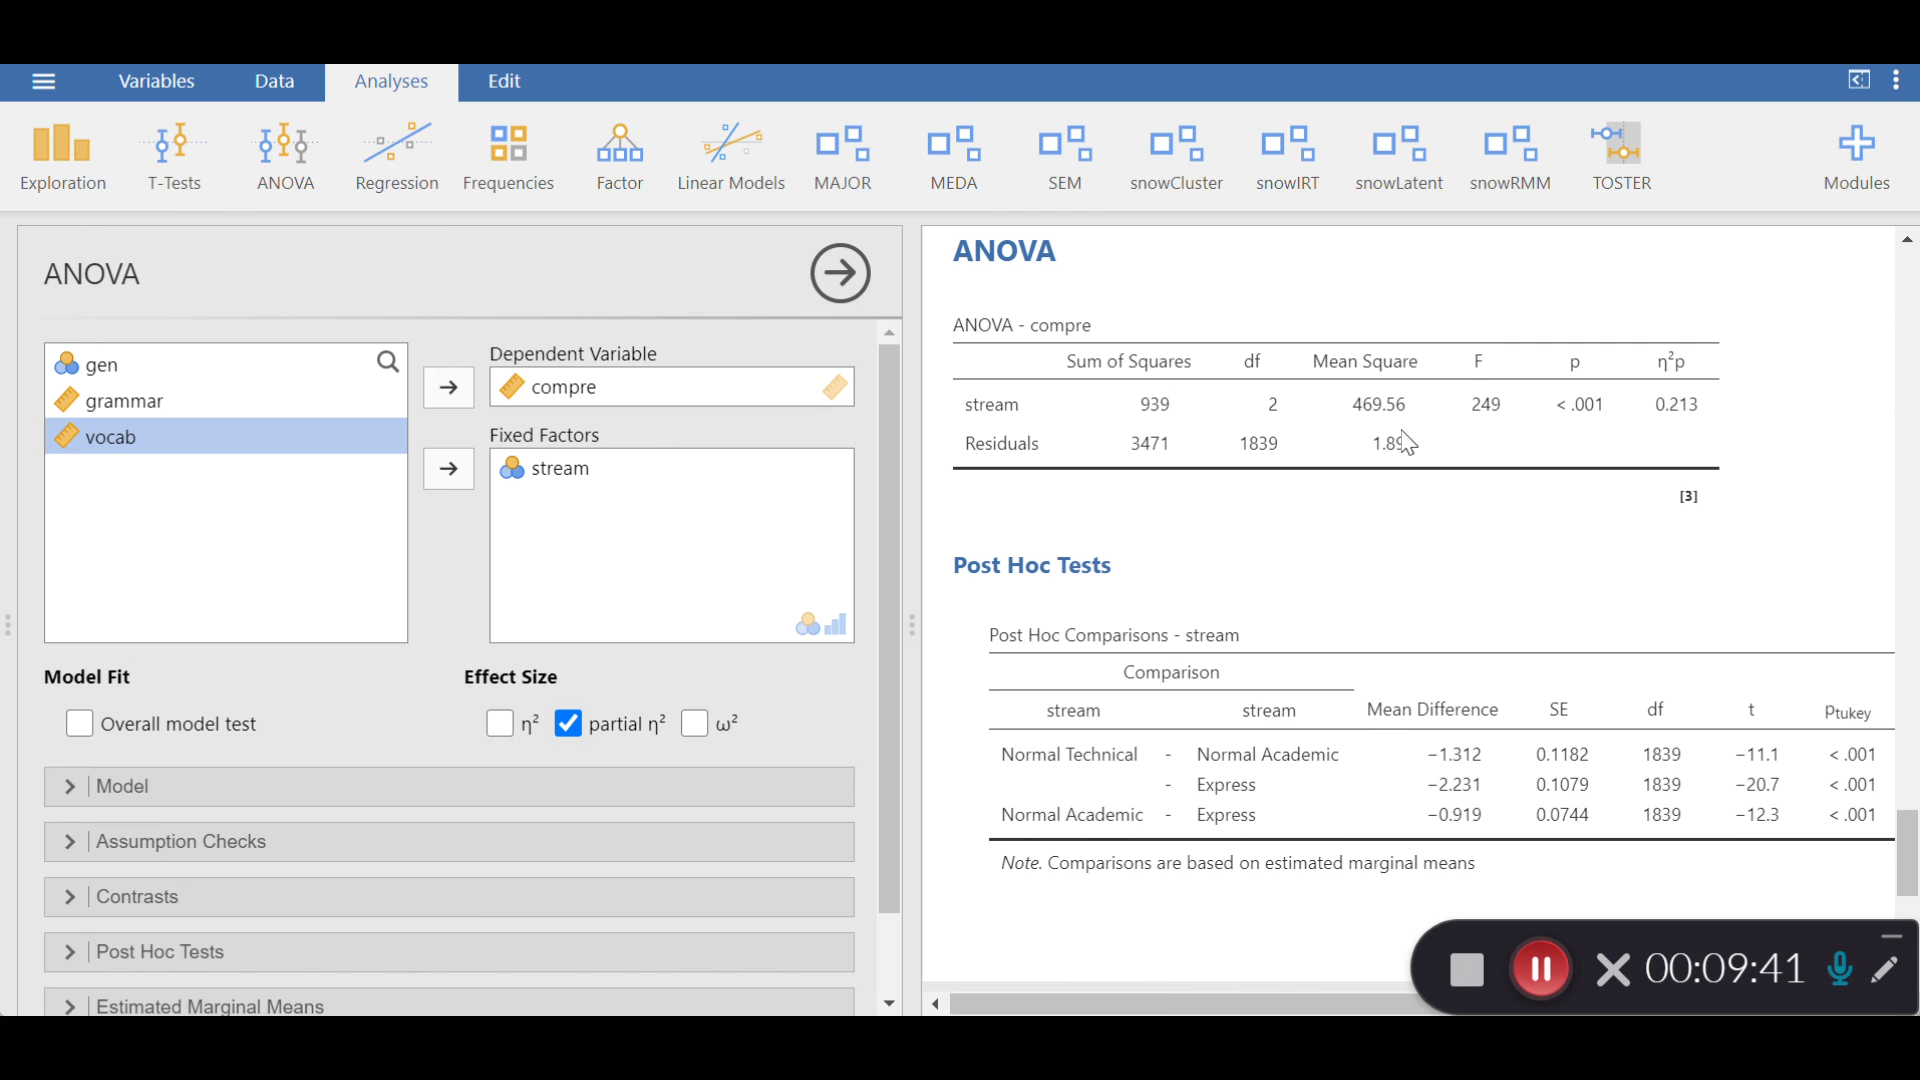 Variables Data Analyses Edit
Exploration T-Tests ANOVA Regression Frequencies Factor Linear Models MAJOR MEDA SEM snowCluster snowIRT snowLatent snowRMM TOSTER Modules
ANOVA
gen
grammar
vocab
Dependent Variable
compre
Fixed Factors
stream
Model Fit
Overall model test
Effect Size
η² partial η² ω²
Model
Assumption Checks
Contrasts
Post Hoc Tests
Estimated Marginal Means
ANOVA
ANOVA - compre
Sum of Squares df Mean Square F p η²p
stream 939 2 469.56 249 < .001 0.213
Residuals 3471 1839
[3]
Post Hoc Tests
Post Hoc Comparisons - stream
Comparison
stream stream Mean Difference SE df t ptukey
Normal Technical - Normal Academic −1.312 0.1182 1839 −11.1 < .001
- Express −2.231 0.1079 1839 −20.7 < .001
Normal Academic - Express −0.919 0.0744 1839 −12.3 < .001
Note. Comparisons are based on estimated marginal means
00:09:41